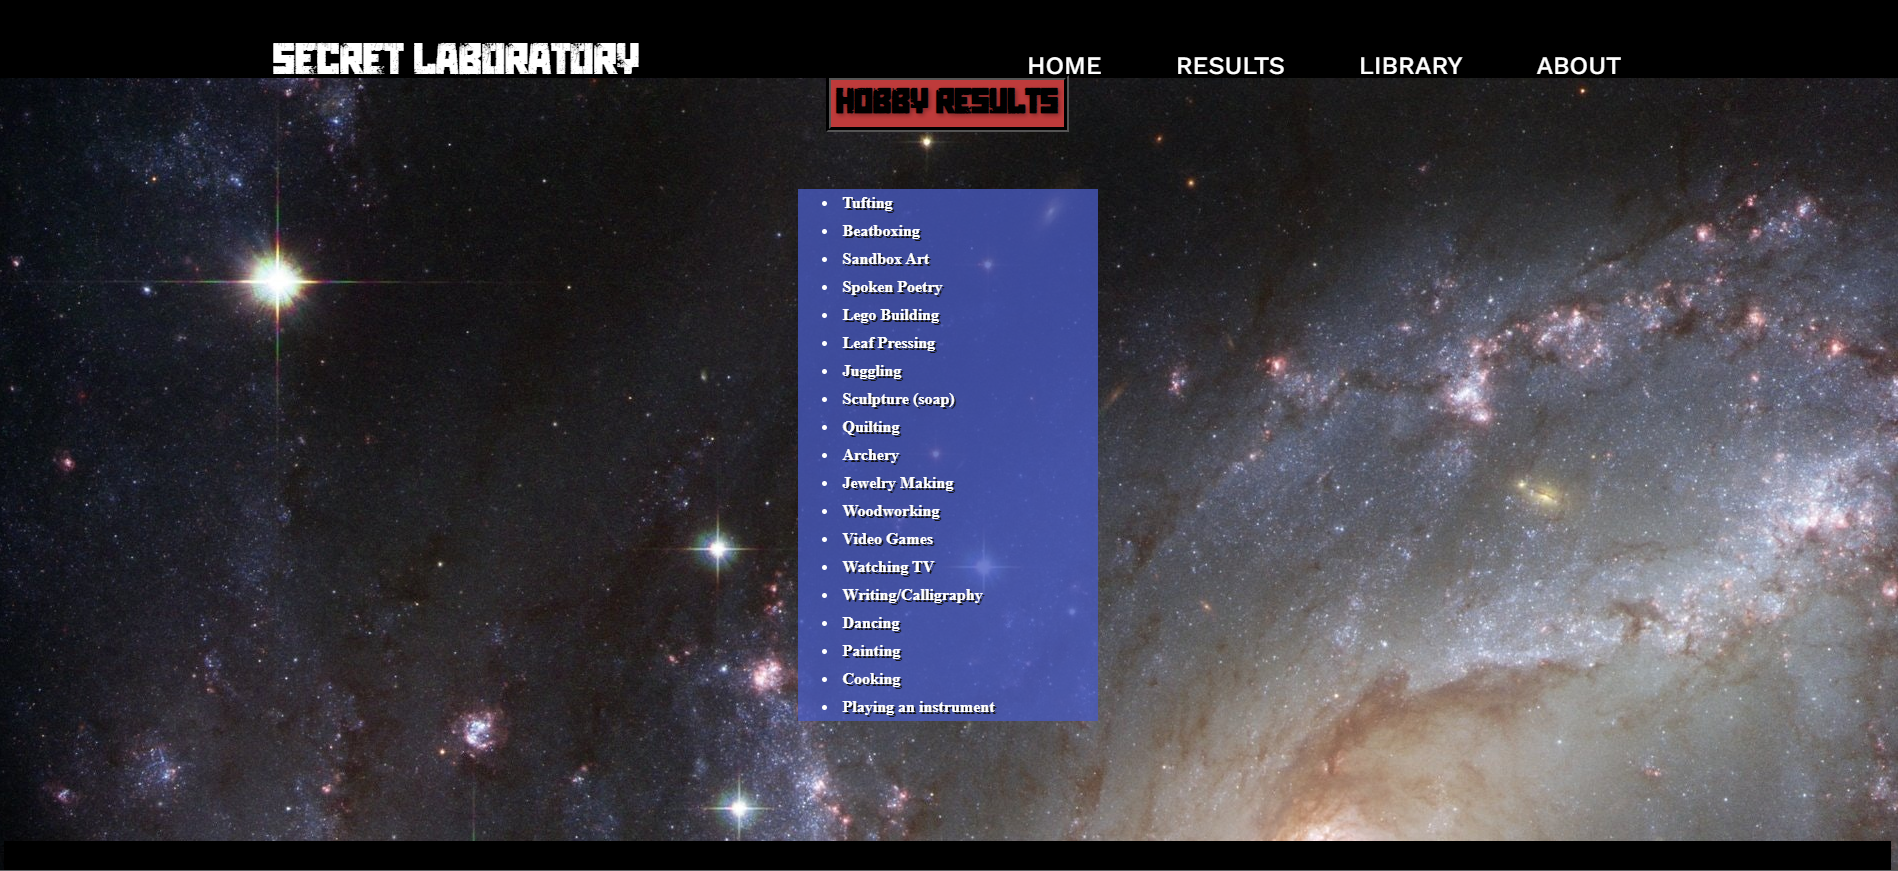 SECRET LABORATORY
HOME RESULTS LIBRARY ABOUT
HOBBY RESULTS
Tufting
Beatboxing
Sandbox Art
Spoken Poetry
Lego Building
Leaf Pressing
Juggling
Sculpture (soap)
Quilting
Archery
Jewelry Making
Woodworking
Video Games
Watching TV
Writing/Calligraphy
Dancing
Painting
Cooking
Playing an instrument